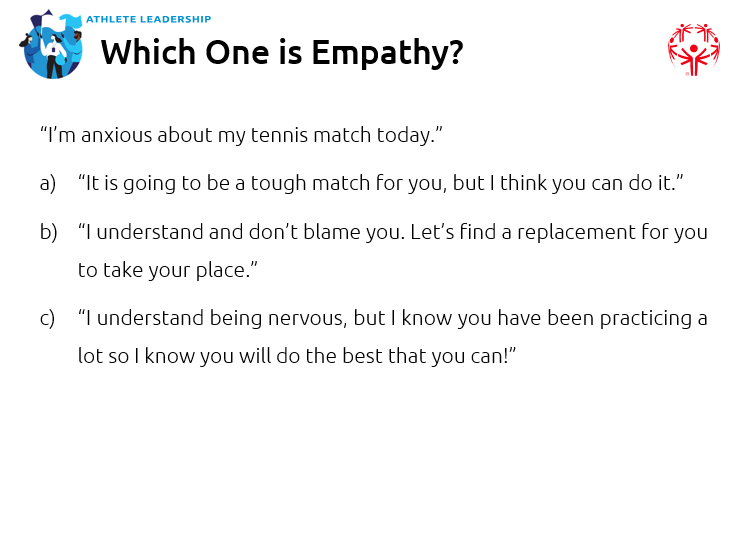 ATHLETE LEADERSHIP
Which One is Empathy?
“I’m anxious about my tennis match today.”
a) “It is going to be a tough match for you, but I think you can do it.”
b) “I understand and don’t blame you. Let’s find a replacement for you
to take your place.”
c) “I understand being nervous, but I know you have been practicing a
lot so I know you will do the best that you can!”